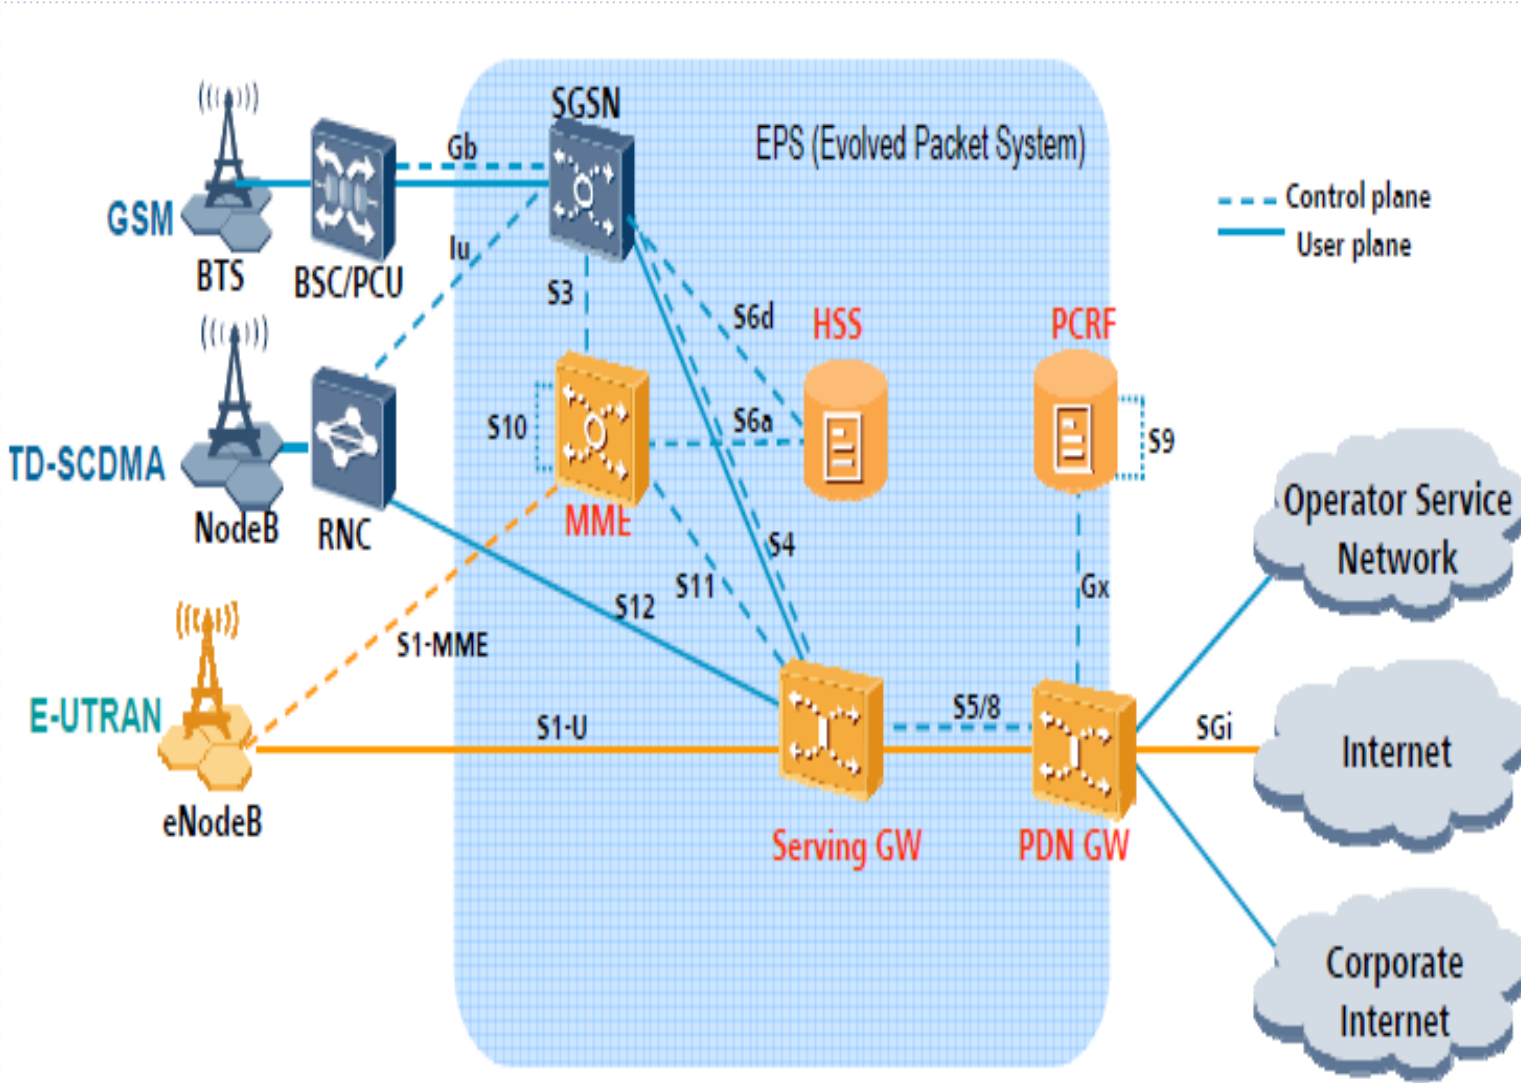 SGSN
EPS (Evolved Packet System)
Gb
Control plane
User plane
GSM
Iu
BTS
BSC/PCU
S3
S6d
HSS
PCRF
S10
S6a
S9
TD-SCDMA
NodeB
RNC
MME
Operator Service
Network
S4
S11
Gx
S12
S1-MME
E-UTRAN
S1-U
S5/8
SGi
Internet
eNodeB
Serving GW
PDN GW
Corporate
Internet